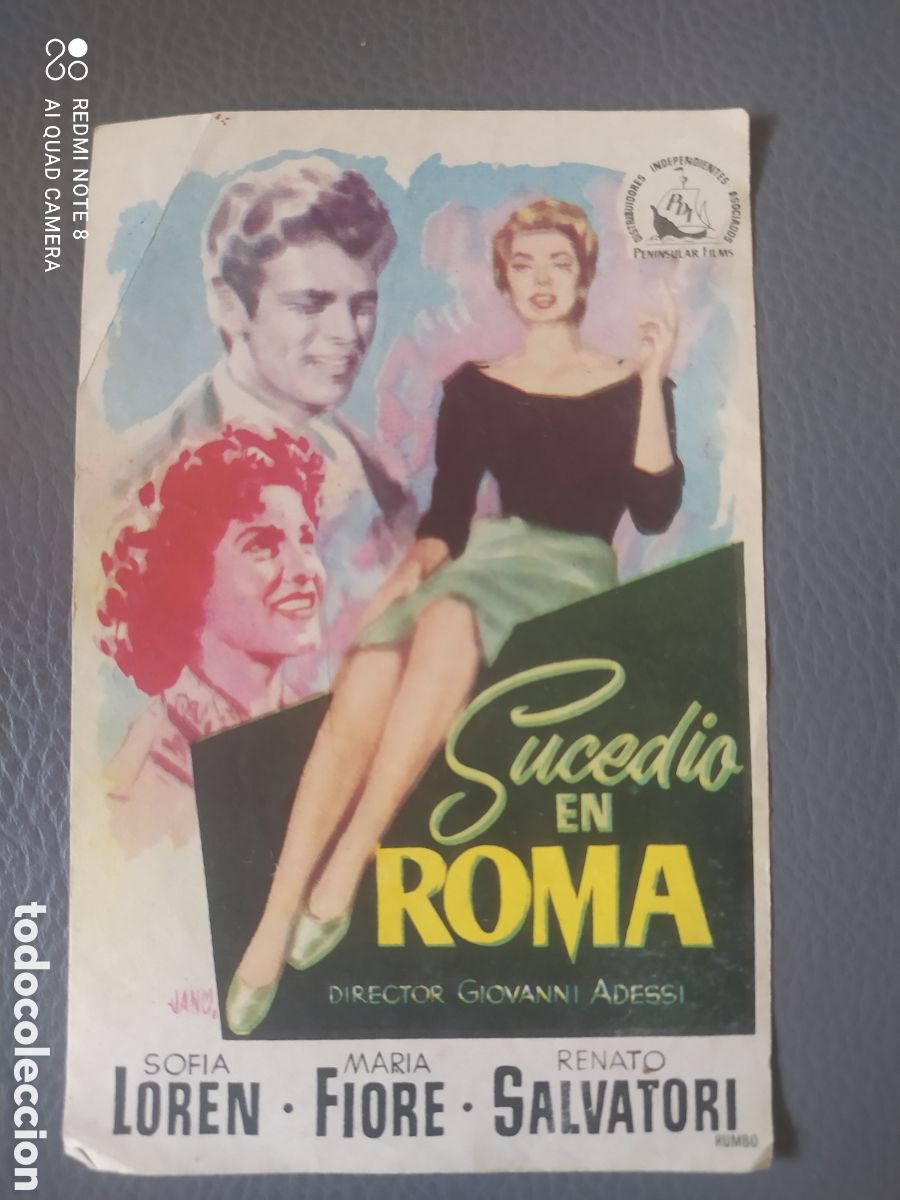 REDMI NOTE 8
AI QUAD CAMERA
DISTRIBUIDORES INDEPENDIENTES ASOCIADOS
PDI
PENINSULAR FILMS
Sucedio
EN
ROMA
DIRECTOR GIOVANNI ADESSI
JANO.
SOFIA MARIA RENATO
LOREN · FIORE · SALVATORI
RUMBO
todocoleccion